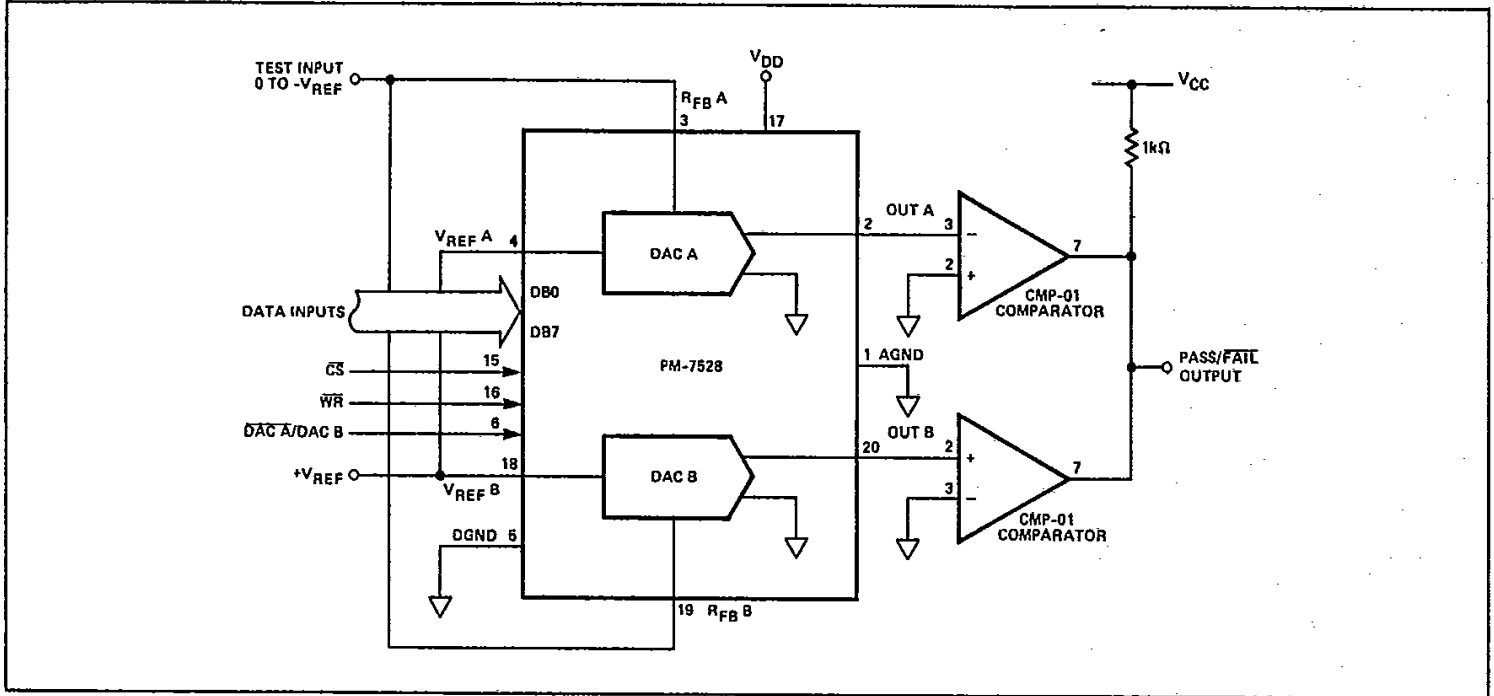 TEST INPUT
0 TO -VREF
VDD
VCC
RFB A
3
17
1kΩ
OUT A
2
3
−
7
VREF A
4
DAC A
2
+
CMP-01
COMPARATOR
DATA INPUTS
DB0
DB7
PM-7528
1 AGND
PASS/FAIL
OUTPUT
CS
15
WR
16
DAC A/DAC B
6
OUT B
20
2
+
7
+VREF
18
VREF B
DAC B
3
−
CMP-01
COMPARATOR
DGND 5
19 RFB B